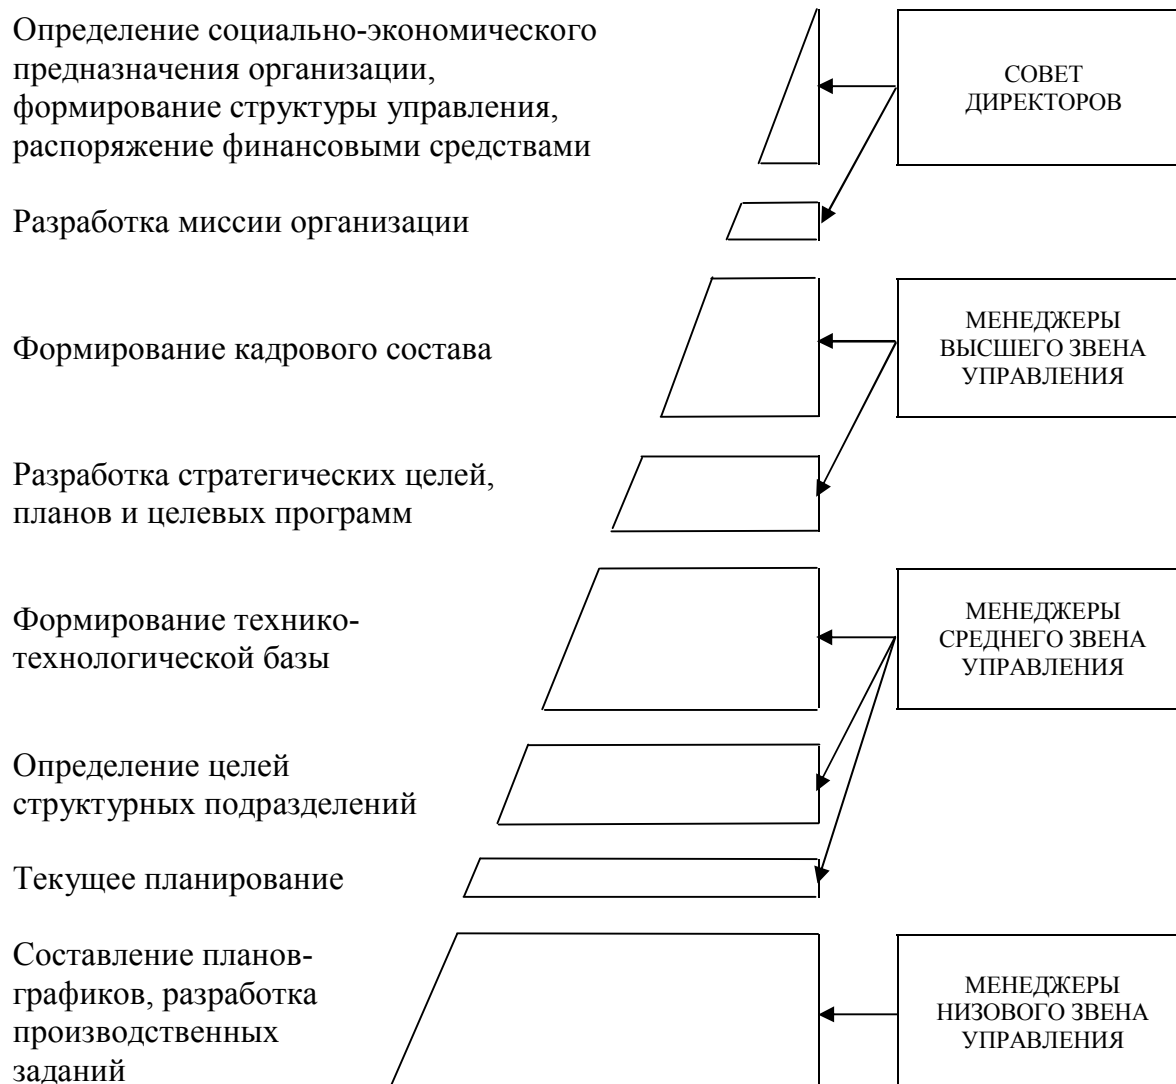 Определение социально-экономического
предназначения организации,
формирование структуры управления,
распоряжение финансовыми средствами
СОВЕТ
ДИРЕКТОРОВ
Разработка миссии организации
Формирование кадрового состава
МЕНЕДЖЕРЫ
ВЫСШЕГО ЗВЕНА
УПРАВЛЕНИЯ
Разработка стратегических целей,
планов и целевых программ
Формирование технико-
технологической базы
МЕНЕДЖЕРЫ
СРЕДНЕГО ЗВЕНА
УПРАВЛЕНИЯ
Определение целей
структурных подразделений
Текущее планирование
Составление планов-
графиков, разработка
производственных
заданий
МЕНЕДЖЕРЫ
НИЗОВОГО ЗВЕНА
УПРАВЛЕНИЯ